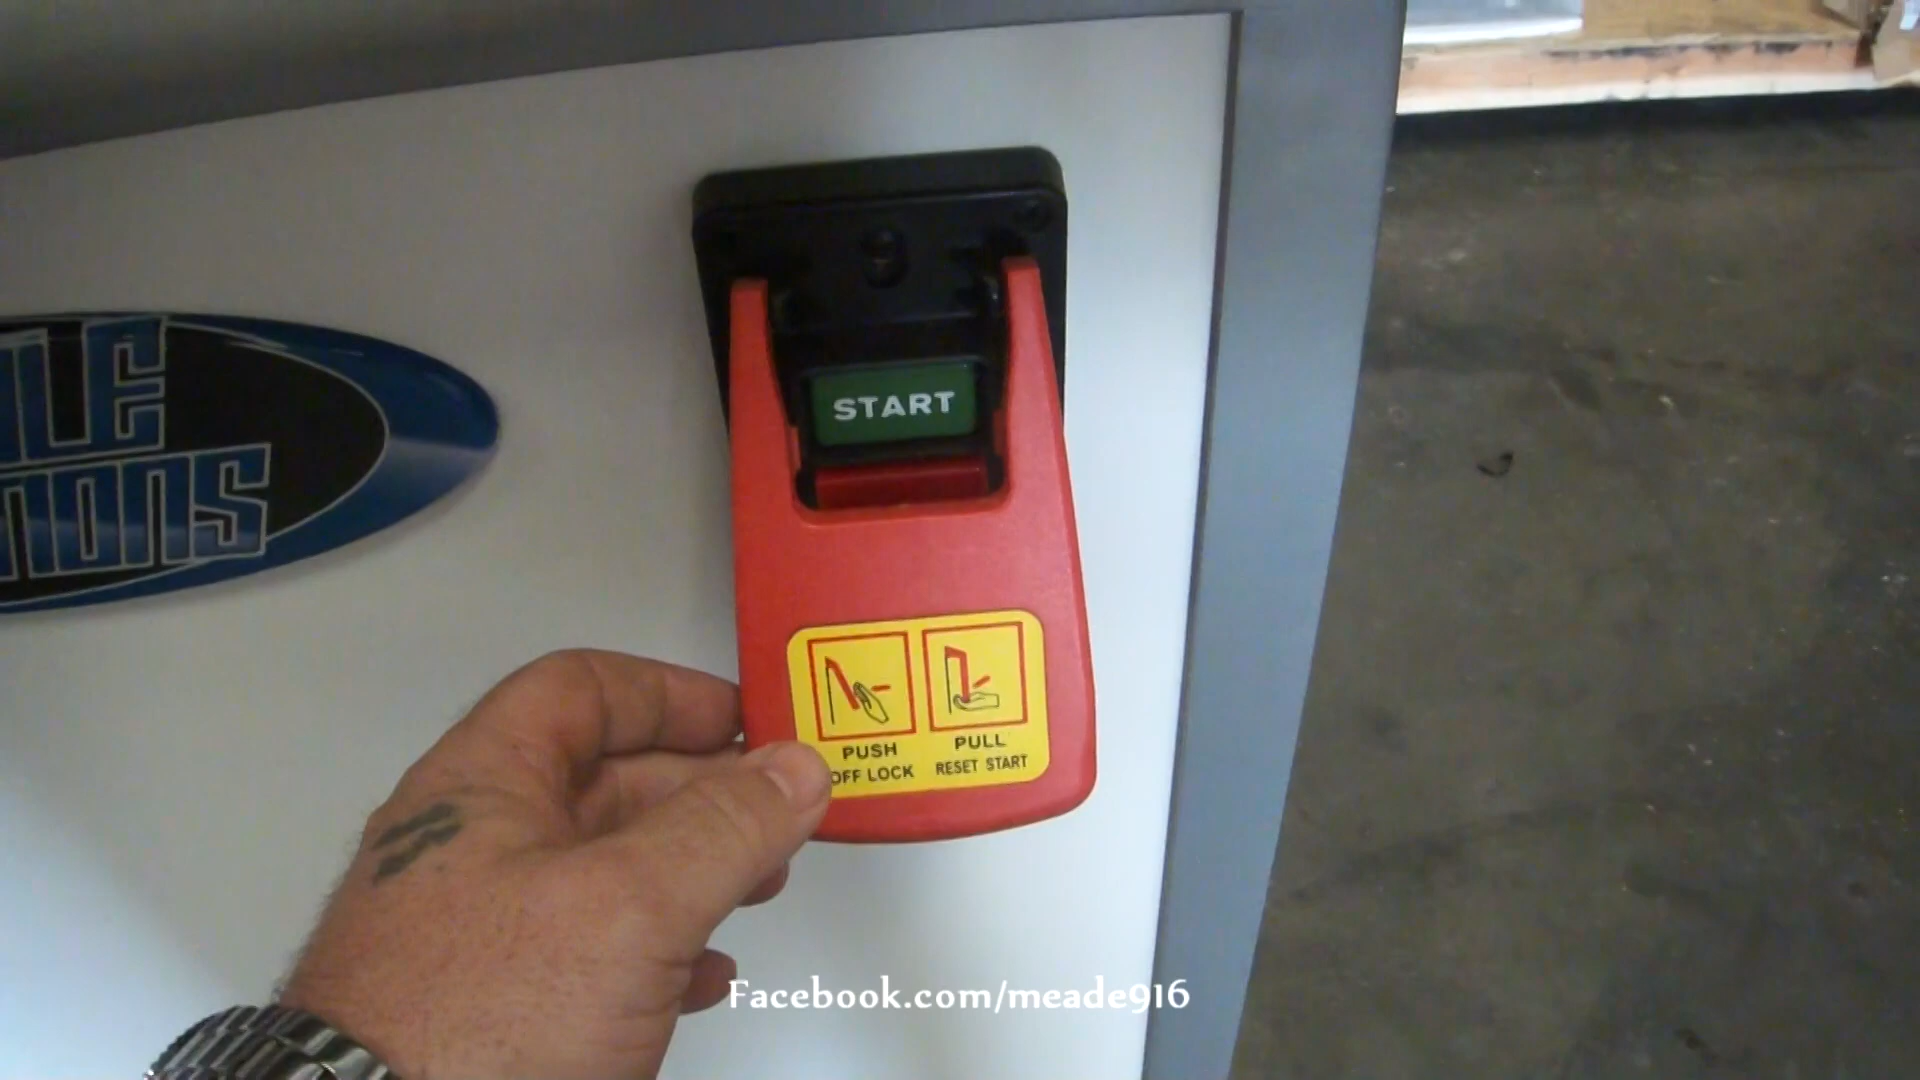 START
PUSH
OFF LOCK
PULL
RESET START
Facebook.com/meade916